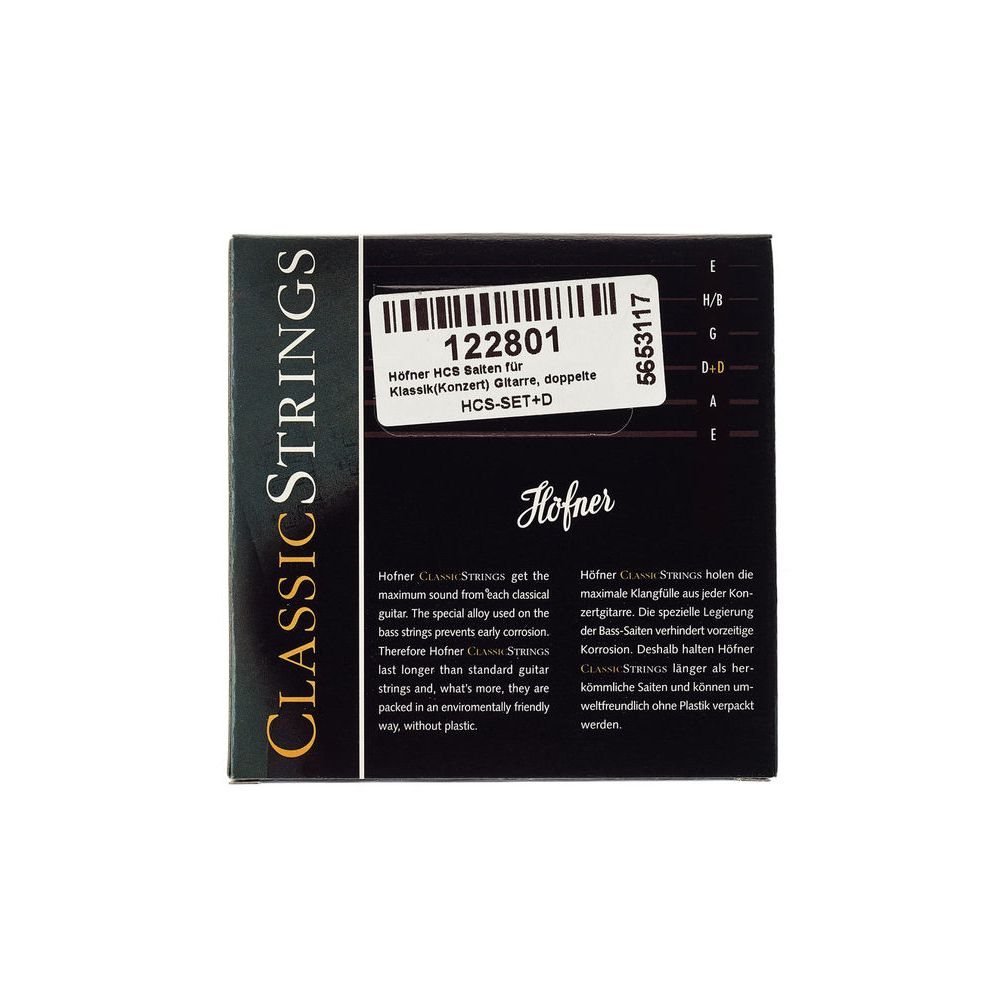 CLASSICSTRINGS
122801
Höfner HCS Saiten für
Klassik(Konzert) Gitarre, doppelte
HCS-SET+D
5653117
E
H/B
G
D+D
A
E
Höfner
Hofner CLASSICSTRINGS get the
maximum sound from each classical
guitar. The special alloy used on the
bass strings prevents early corrosion.
Therefore Hofner CLASSICSTRINGS
last longer than standard guitar
strings and, what's more, they are
packed in an enviromentally friendly
way, without plastic.
Höfner CLASSICSTRINGS holen die
maximale Klangfülle aus jeder Kon-
zertgitarre. Die spezielle Legierung
der Bass-Saiten verhindert vorzeitige
Korrosion. Deshalb halten Höfner
CLASSICSTRINGS länger als her-
kömmliche Saiten und können um-
weltfreundlich ohne Plastik verpackt
werden.